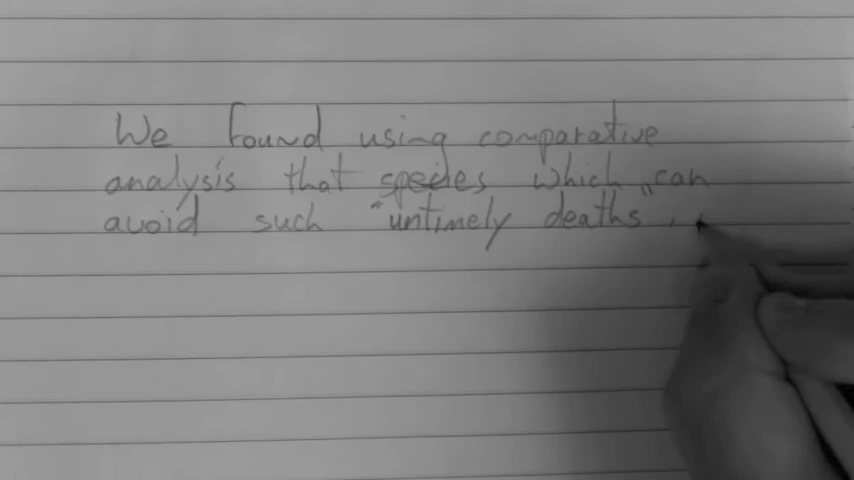 We found using comparative
analysis that species which can
avoid such "untimely deaths",